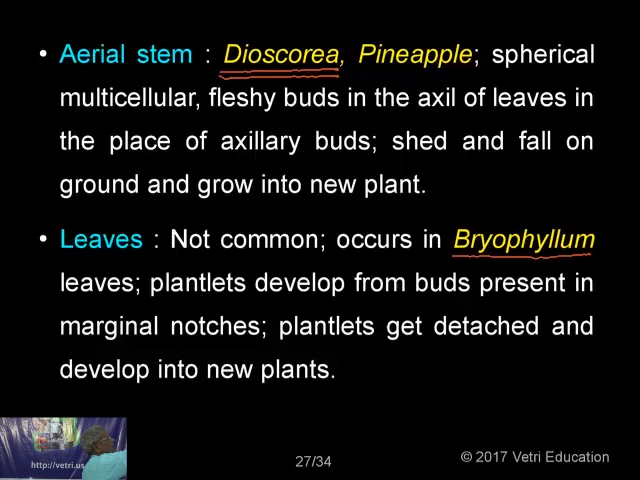 • Aerial stem : Dioscorea, Pineapple; spherical
multicellular, fleshy buds in the axil of leaves in
the place of axillary buds; shed and fall on
ground and grow into new plant.
• Leaves : Not common; occurs in Bryophyllum
leaves; plantlets develop from buds present in
marginal notches; plantlets get detached and
develop into new plants.
http://vetri.us
27/34
© 2017 Vetri Education